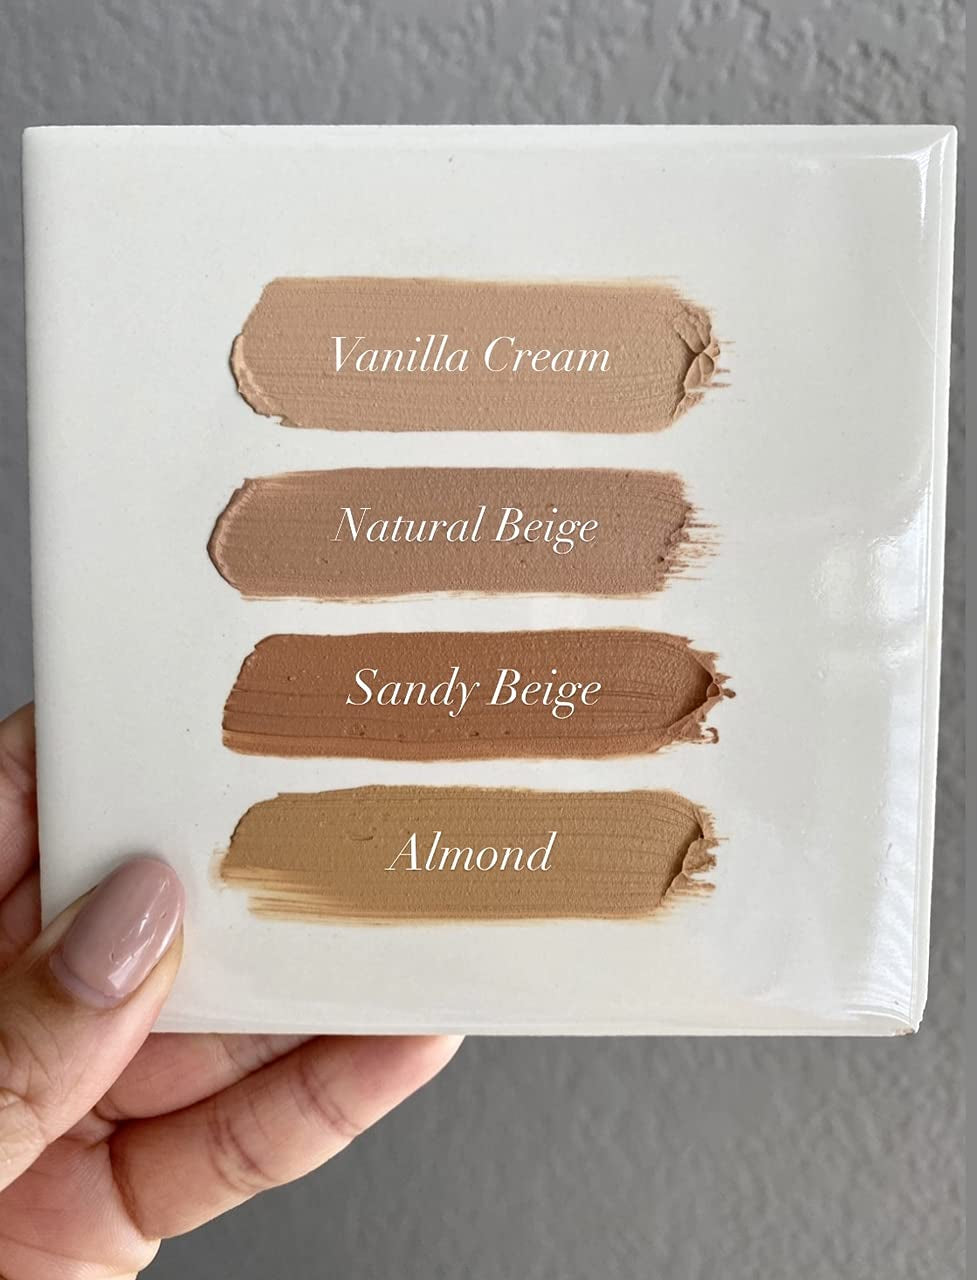 Vanilla Cream
Natural Beige
Sandy Beige
Almond